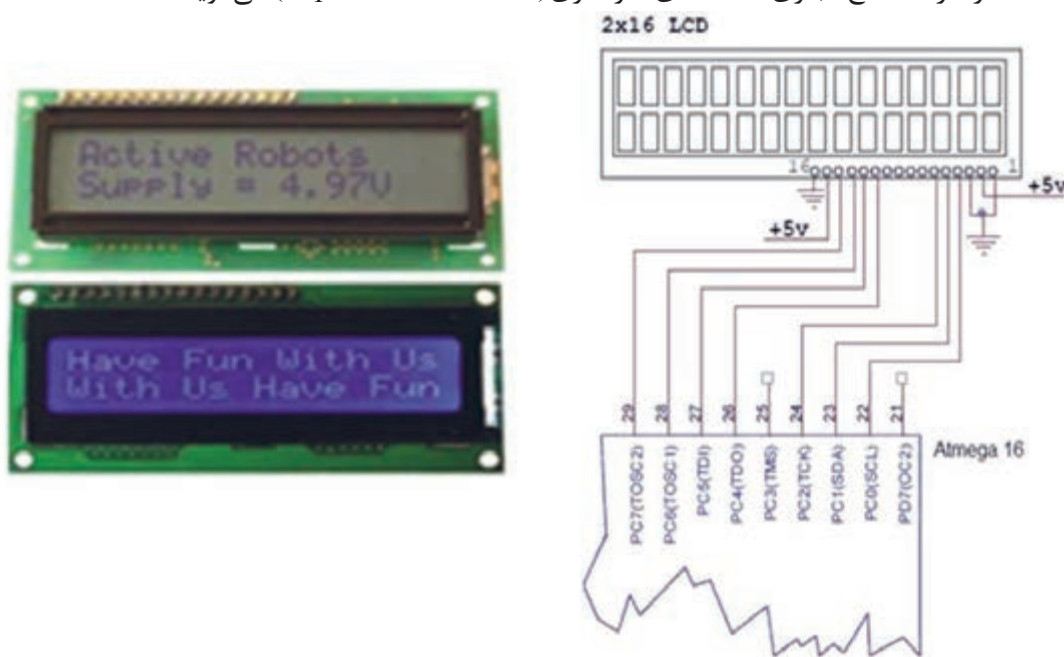 2x16 LCD
Active Robots
Supply = 4.97V
Have Fun With Us
With Us Have Fun
16
1
+5v
+5v
29
28
27
26
25
24
23
22
21
PC7(TOSC2)
PC6(TOSC1)
PC5(TDI)
PC4(TDO)
PC3(TMS)
PC2(TCK)
PC1(SDA)
PC0(SCL)
PD7(OC2)
Atmega 16